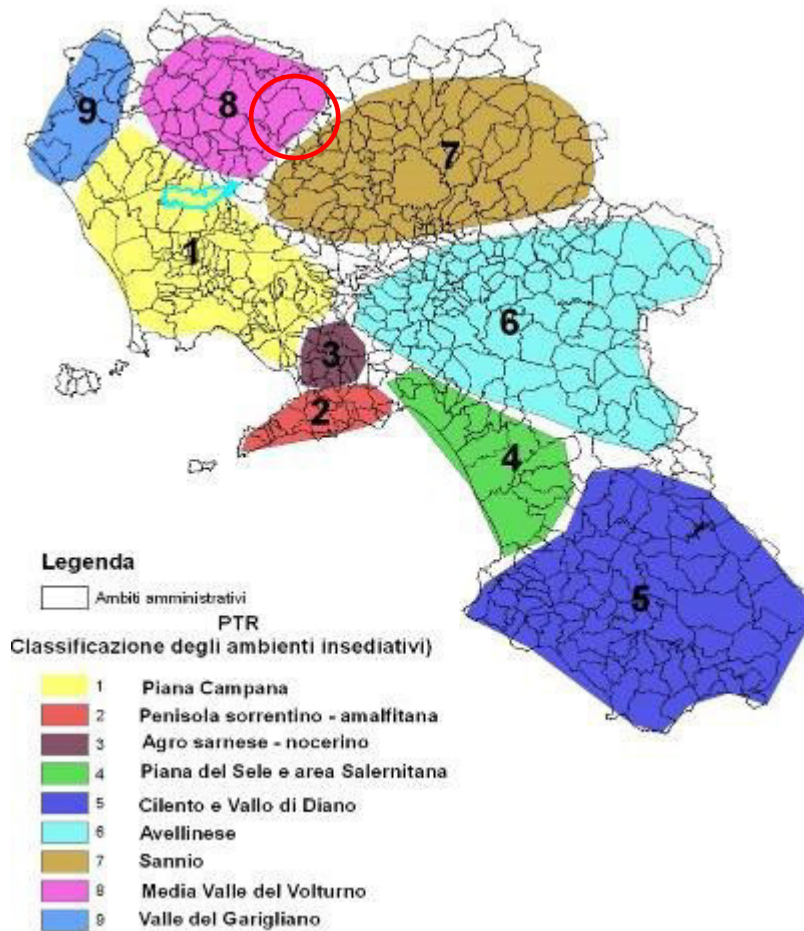 9
8
7
1
6
3
2
4
5
Legenda
Ambiti amministrativi
PTR
Classificazione degli ambienti insediativi)
1 Piana Campana
2 Penisola sorrentino - amalfitana
3 Agro sarnese - nocerino
4 Piana del Sele e area Salernitana
5 Cilento e Vallo di Diano
6 Avellinese
7 Sannio
8 Media Valle del Volturno
9 Valle del Garigliano